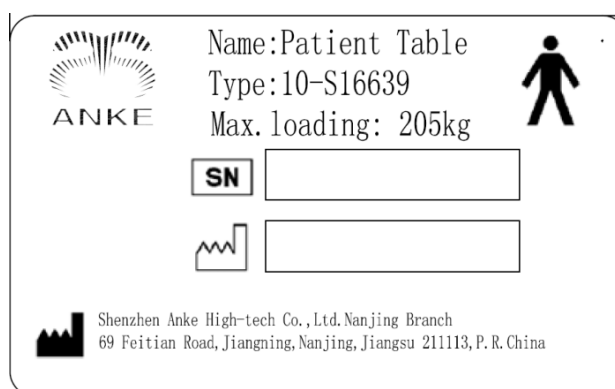 ANKE
Name:Patient Table
Type:10-S16639
Max.loading: 205kg
SN
Shenzhen Anke High-tech Co.,Ltd.Nanjing Branch
69 Feitian Road,Jiangning,Nanjing,Jiangsu 211113,P.R.China